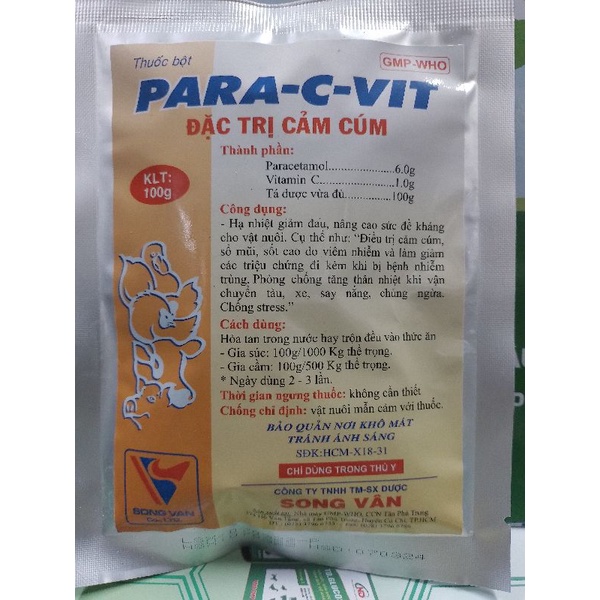 Thuốc bột
GMP-WHO
PARA-C-VIT
ĐẶC TRỊ CẢM CÚM
KLT:
100g
Thành phần:
Paracetamol....................6.0g
Vitamin C.......................1.0g
Tá dược vừa đủ..................100g
Công dụng:
- Hạ nhiệt giảm đau, nâng cao sức đề kháng
cho vật nuôi. Cụ thể như: “Điều trị cảm cúm,
sổ mũi, sốt cao do viêm nhiễm và làm giảm
các triệu chứng đi kèm khi bị bệnh nhiễm
trùng. Phòng chống tăng thân nhiệt khi vận
chuyển tàu, xe, say nắng, chủng ngừa.
Chống stress.”
Cách dùng:
Hòa tan trong nước hay trộn đều vào thức ăn
- Gia súc: 100g/1000 Kg thể trọng.
- Gia cầm: 100g/500 Kg thể trọng.
* Ngày dùng 2 - 3 lần.
Thời gian ngưng thuốc: không cần thiết
Chống chỉ định: vật nuôi mẫn cảm với thuốc.
BẢO QUẢN NƠI KHÔ MÁT
TRÁNH ÁNH SÁNG
SĐK:HCM-X18-31
CHỈ DÙNG TRONG THÚ Y
CÔNG TY TNHH TM-SX DƯỢC
SONG VÂN
SONG VAN
Co., LTD.
HSD:070324